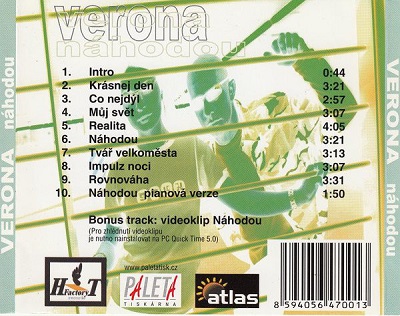 verona
náhodou
VERONA náhodou
1. Intro 0:44
2. Krásnej den 3:21
3. Co nejdýl 2:57
4. Můj svět 3:07
5. Realita 4:05
6. Náhodou 3:21
7. Tvář velkoměsta 3:13
8. Impulz noci 3:07
9. Rovnováha 3:31
10. Náhodou pianová verze 1:50
Bonus track: videoklip Náhodou
(Pro zhlédnutí videoklipu
je nutno nainstalovat na PC Quick Time 5.0)
VERONA náhodou
www.paletatisk.cz
HIT
Factory
PALETA
TISKÁRNA
atlas
8 594056 470013